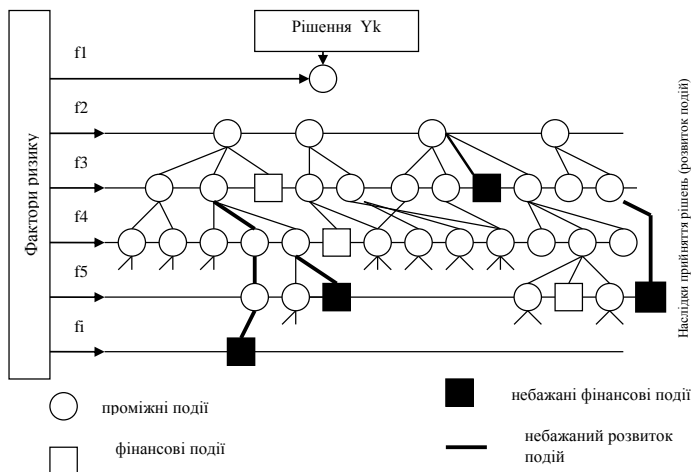 Рішення Yk
f1
f2
f3
f4
f5
fi
Фактори ризику
Наслідки прийняття рішень (розвиток подій)
проміжні події
фінансові події
небажані фінансові події
небажаний розвиток
подій